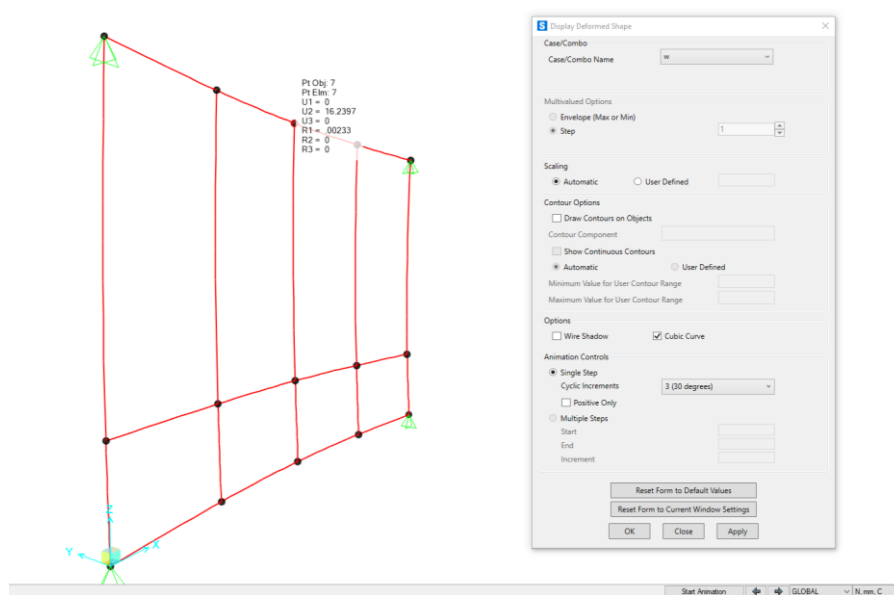 Pt Obj: 7
Pt Elm: 7
U1 = 0
U2 = 16.2397
U3 = 0
R1 = .00233
R2 = 0
R3 = 0
Z
Y
X
S Display Deformed Shape
Case/Combo
Case/Combo Name w
Multivalued Options
Envelope (Max or Min)
Step 1
Scaling
Automatic User Defined
Contour Options
Draw Contours on Objects
Contour Component
Show Continuous Contours
Automatic User Defined
Minimum Value for User Contour Range
Maximum Value for User Contour Range
Options
Wire Shadow Cubic Curve
Animation Controls
Single Step
Cyclic Increments 3 (30 degrees)
Positive Only
Multiple Steps
Start
End
Increment
Reset Form to Default Values
Reset Form to Current Window Settings
OK Close Apply
Start Animation GLOBAL N, mm, C